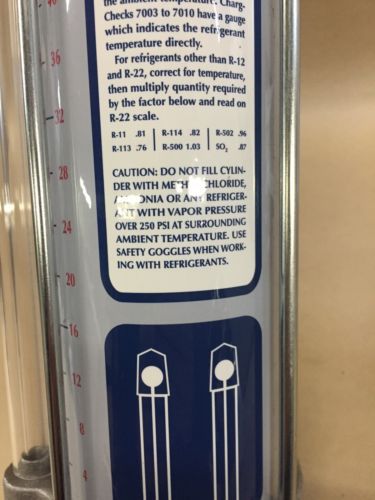 the ambient temperature. Charg-
Checks 7003 to 7010 have a gauge
which indicates the refrigerant
temperature directly.
For refrigerants other than R-12
and R-22, correct for temperature,
then multiply quantity required
by the factor below and read on
R-22 scale.
R-11 .81 R-114 .82 R-502 .96
R-113 .76 R-500 1.03 SO2 .87
CAUTION: DO NOT FILL CYLIN-
DER WITH METHYL CHLORIDE,
AMMONIA OR ANY REFRIGER-
ANT WITH VAPOR PRESSURE
OVER 250 PSI AT SURROUNDING
AMBIENT TEMPERATURE. USE
SAFETY GOGGLES WHEN WORK-
ING WITH REFRIGERANTS.
40
36
32
28
24
20
16
12
8
4